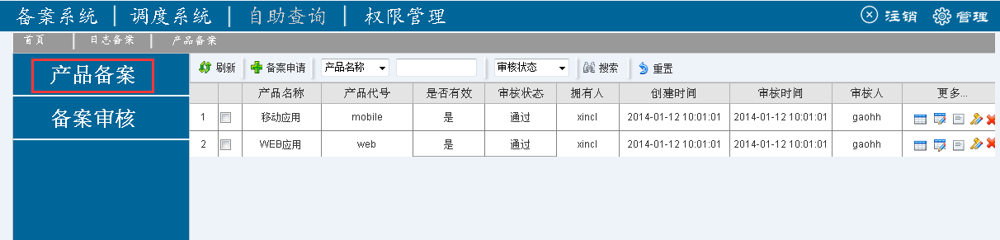 备案系统 | 调度系统 | 自助查询 | 权限管理 注销 管理
首页 | 日志备案 | 产品备案
产品备案
备案审核
刷新 备案申请 产品名称 审核状态 搜索 重置
产品名称 产品代号 是否有效 审核状态 拥有人 创建时间 审核时间 审核人 更多...
1 移动应用 mobile 是 通过 xincl 2014-01-12 10:01:01 2014-01-12 10:01:01 gaohh
2 WEB应用 web 是 通过 xincl 2014-01-12 10:01:01 2014-01-12 10:01:01 gaohh